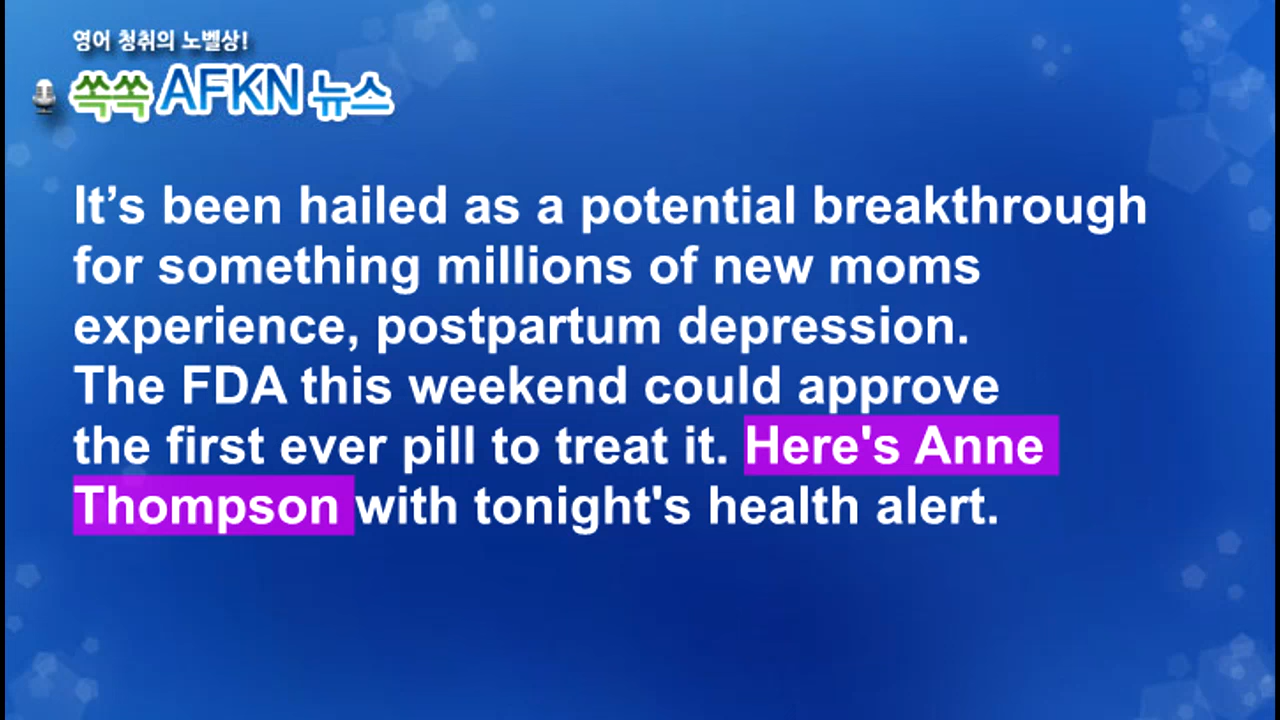 영어 청취의 노벨상!
쏙쏙 AFKN 뉴스
It’s been hailed as a potential breakthrough
for something millions of new moms
experience, postpartum depression.
The FDA this weekend could approve
the first ever pill to treat it. Here's Anne
Thompson with tonight's health alert.